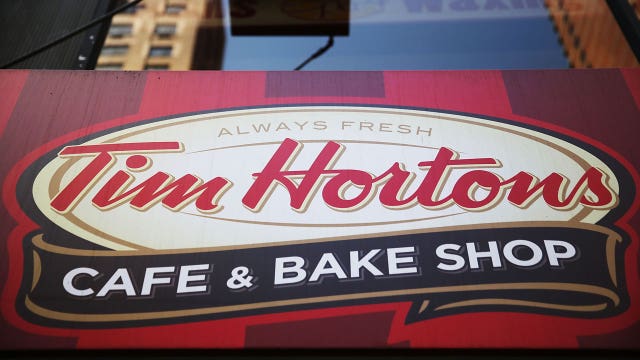 ALWAYS FRESH
Tim Hortons
CAFE & BAKE SHOP